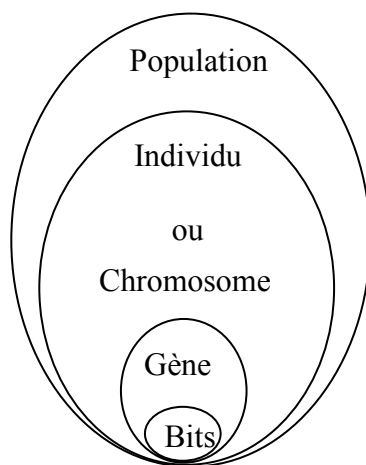 Population
Individu
ou
Chromosome
Gène
Bits